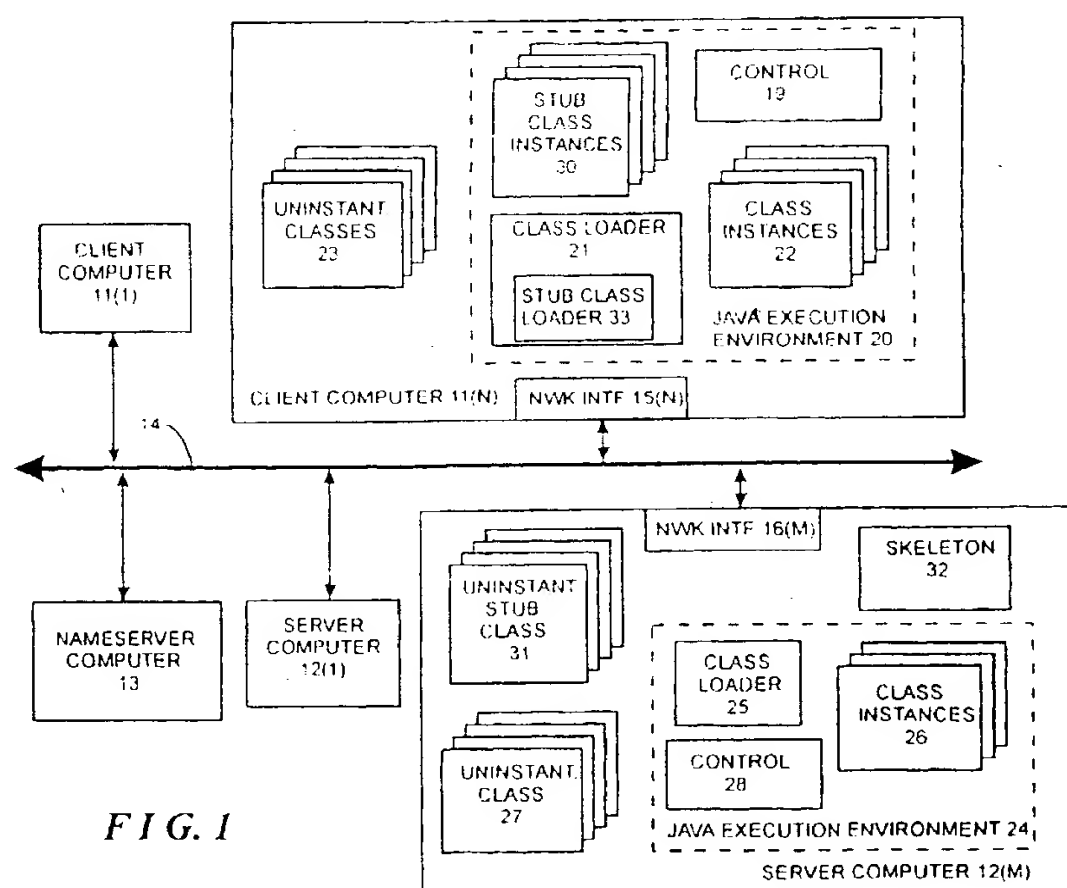 STUB
CLASS
INSTANCES
30
CONTROL
19
UNINSTANT
CLASSES
23
CLASS LOADER
21
STUB CLASS
LOADER 33
CLASS
INSTANCES
22
JAVA EXECUTION
ENVIRONMENT 20
CLIENT COMPUTER 11(N)
NWK INTF 15(N)
CLIENT
COMPUTER
11(1)
14
NAMESERVER
COMPUTER
13
SERVER
COMPUTER
12(1)
NWK INTF 16(M)
SKELETON
32
UNINSTANT
STUB
CLASS
31
UNINSTANT.
CLASS
27
CLASS
LOADER
25
CLASS
INSTANCES
26
CONTROL
28
JAVA EXECUTION ENVIRONMENT 24
SERVER COMPUTER 12(M)
FIG. 1